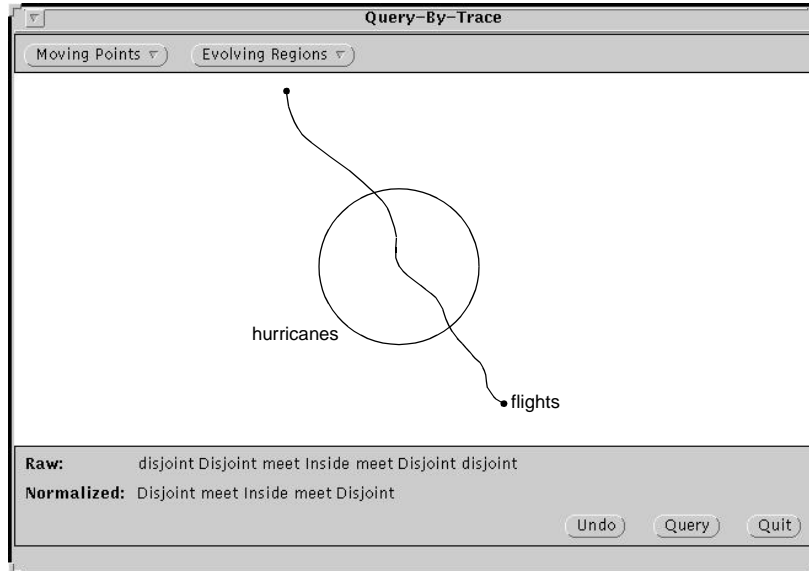 Query-By-Trace
Moving Points Evolving Regions
hurricanes
flights
Raw: disjoint Disjoint meet Inside meet Disjoint disjoint
Normalized: Disjoint meet Inside meet Disjoint
Undo Query Quit